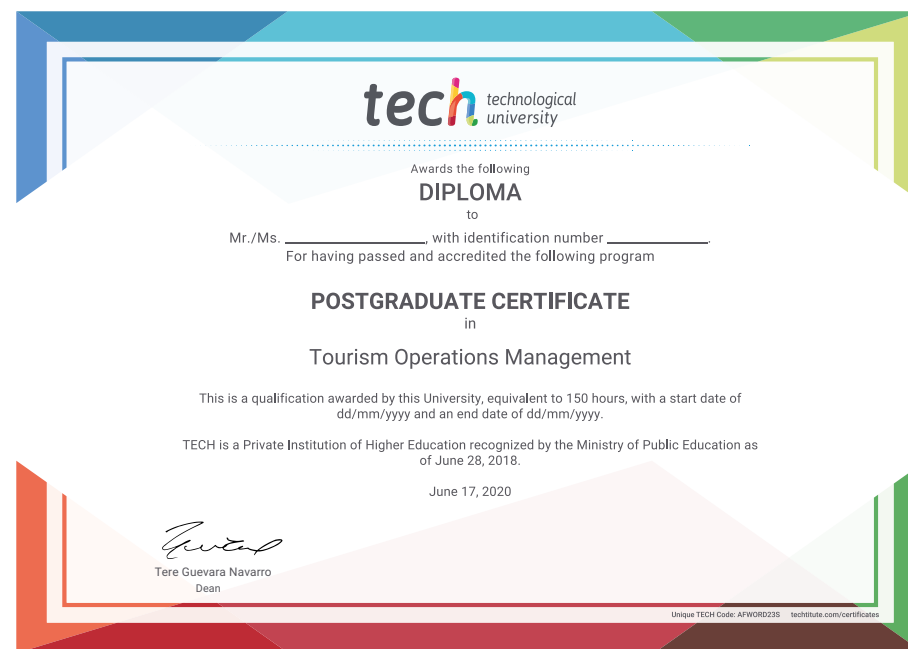 tech technological
university
Awards the following
DIPLOMA
to
Mr./Ms. ____________________, with identification number ______________.
For having passed and accredited the following program
POSTGRADUATE CERTIFICATE
in
Tourism Operations Management
This is a qualification awarded by this University, equivalent to 150 hours, with a start date of
dd/mm/yyyy and an end date of dd/mm/yyyy.
TECH is a Private Institution of Higher Education recognized by the Ministry of Public Education as
of June 28, 2018.
June 17, 2020
Tere Guevara Navarro
Dean
Unique TECH Code: AFWORD23S techtitute.com/certificates